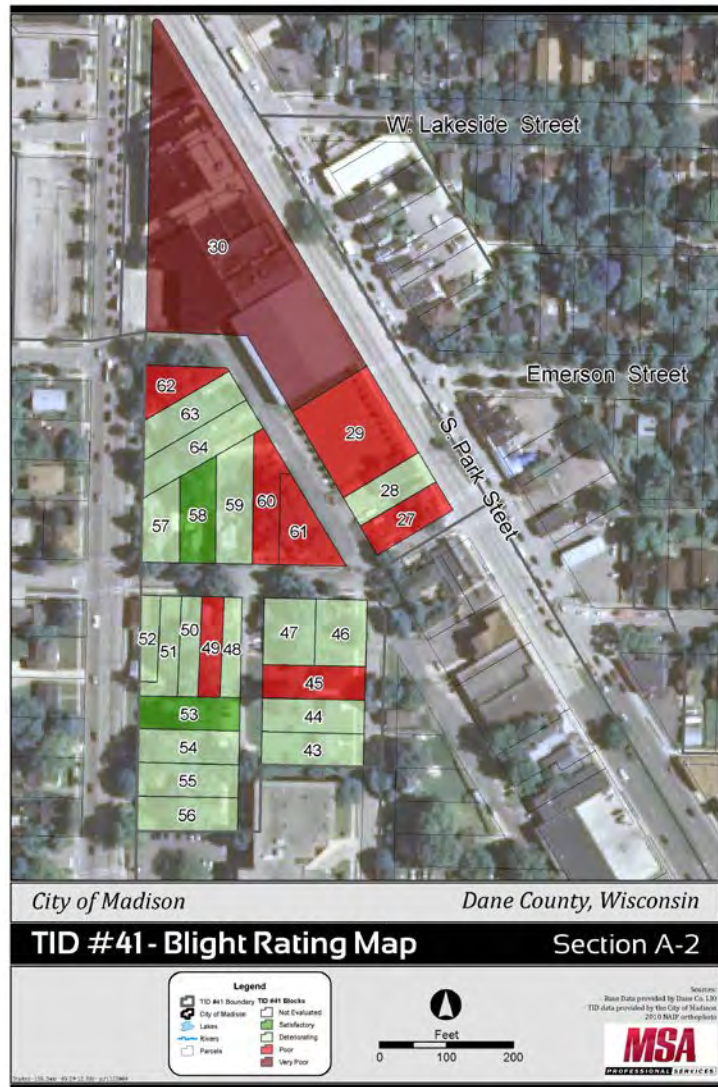 W. Lakeside Street
30
Emerson Street
62
63
29
S. Park Steet
64
28
60
59
58
57
27
61
52
50
49
48
47
46
51
45
53
44
54
43
55
56
City of Madison
Dane County, Wisconsin
TID #41 - Blight Rating Map
Section A-2
Legend
TID #41 Boundary
City of Madison
Lakes
Rivers
Parcels
TID #41 Blocks
Not Evaluated
Satisfactory
Deteriorating
Poor
Very Poor
Feet
0 100 200
Sources:
Base Data provided by Dane Co. LIO
TID data provided by the City of Madison
2010 NAIP orthophoto
MSA
PROFESSIONAL SERVICES